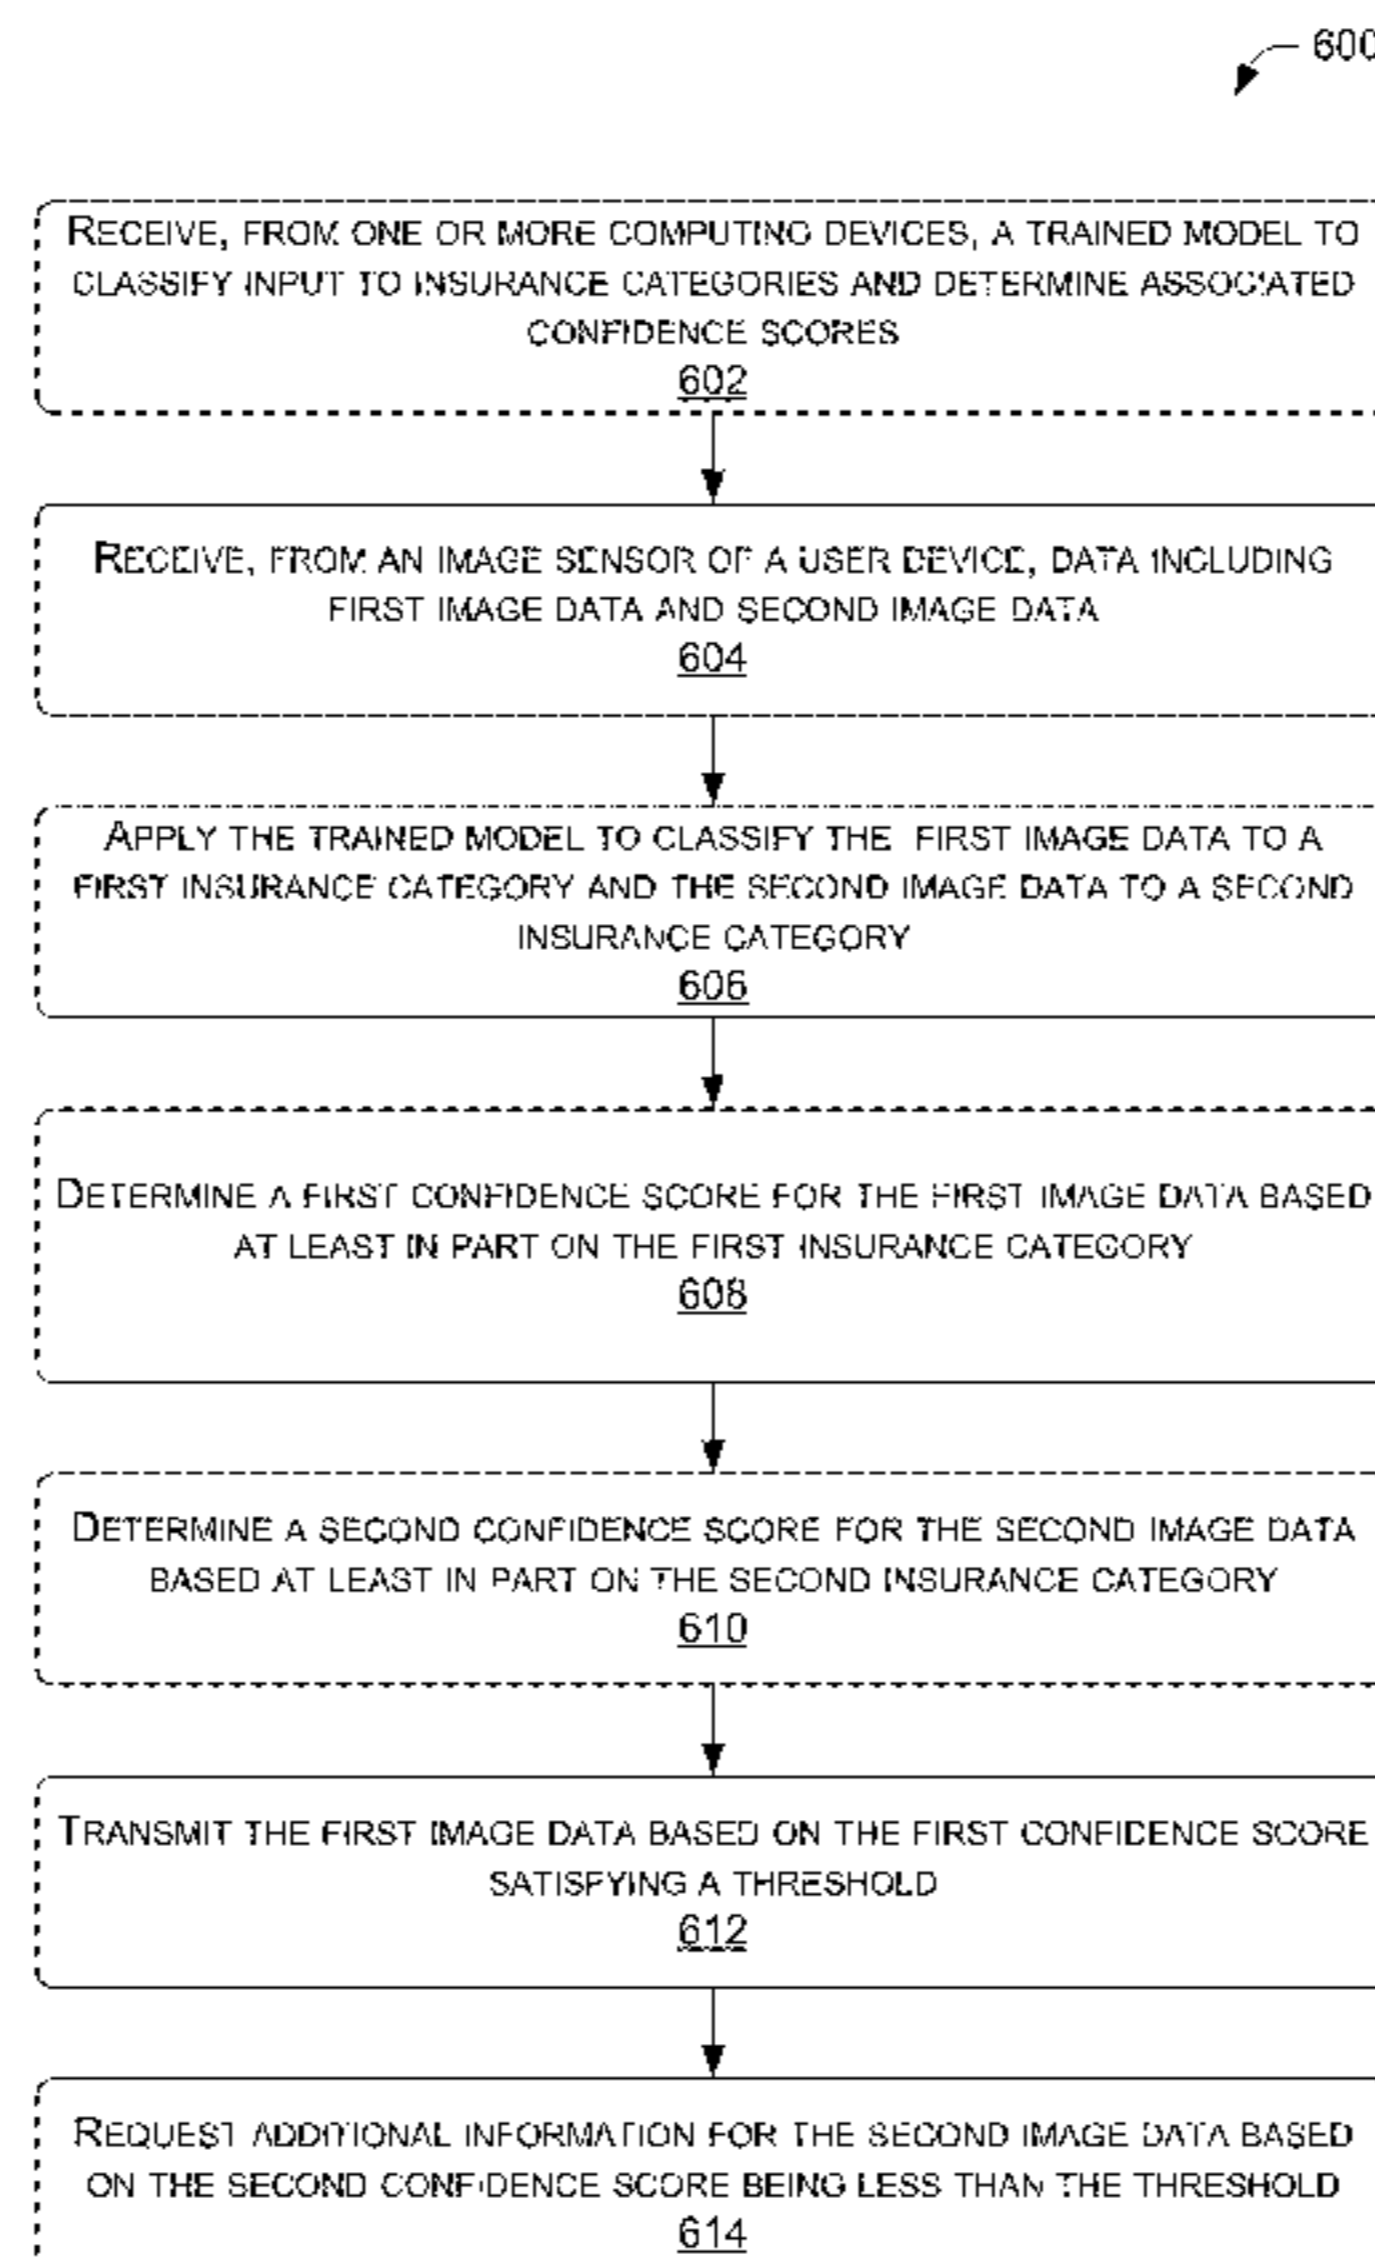 600
RECEIVE, FROM ONE OR MORE COMPUTING DEVICES, A TRAINED MODEL TO
CLASSIFY INPUT TO INSURANCE CATEGORIES AND DETERMINE ASSOCIATED
CONFIDENCE SCORES
602
RECEIVE, FROM AN IMAGE SENSOR OF A USER DEVICE, DATA INCLUDING
FIRST IMAGE DATA AND SECOND IMAGE DATA
604
APPLY THE TRAINED MODEL TO CLASSIFY THE FIRST IMAGE DATA TO A
FIRST INSURANCE CATEGORY AND THE SECOND IMAGE DATA TO A SECOND
INSURANCE CATEGORY
606
DETERMINE A FIRST CONFIDENCE SCORE FOR THE FIRST IMAGE DATA BASED
AT LEAST IN PART ON THE FIRST INSURANCE CATEGORY
608
DETERMINE A SECOND CONFIDENCE SCORE FOR THE SECOND IMAGE DATA
BASED AT LEAST IN PART ON THE SECOND INSURANCE CATEGORY
610
TRANSMIT THE FIRST IMAGE DATA BASED ON THE FIRST CONFIDENCE SCORE
SATISFYING A THRESHOLD
612
REQUEST ADDITIONAL INFORMATION FOR THE SECOND IMAGE DATA BASED
ON THE SECOND CONFIDENCE SCORE BEING LESS THAN THE THRESHOLD
614